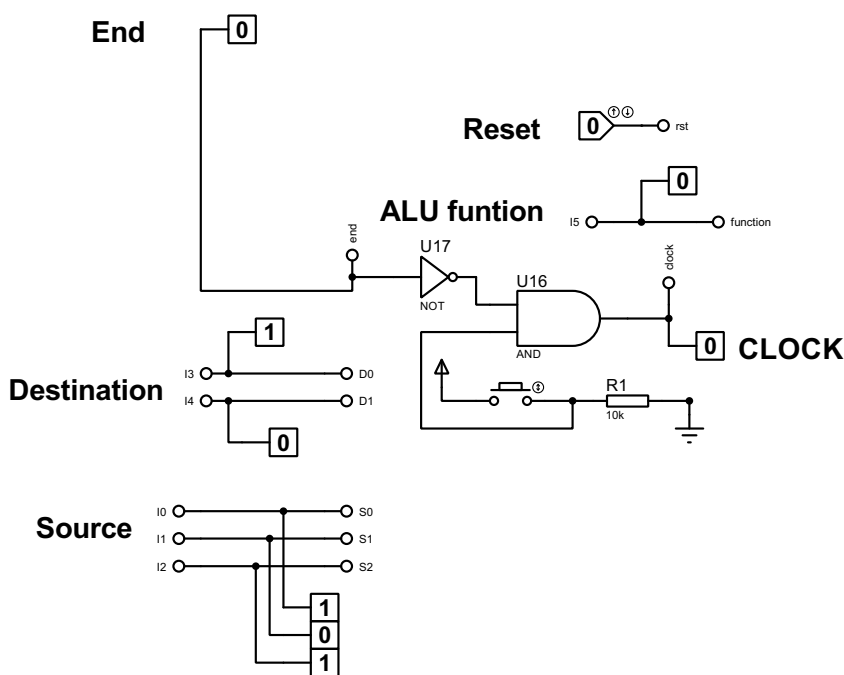 End
0
Reset
0
rst
0
ALU funtion
I5
function
end
U17
NOT
U16
AND
clock
0
CLOCK
1
I3
D0
Destination
I4
D1
0
R1
10k
I0
S0
Source
I1
S1
I2
S2
1
0
1